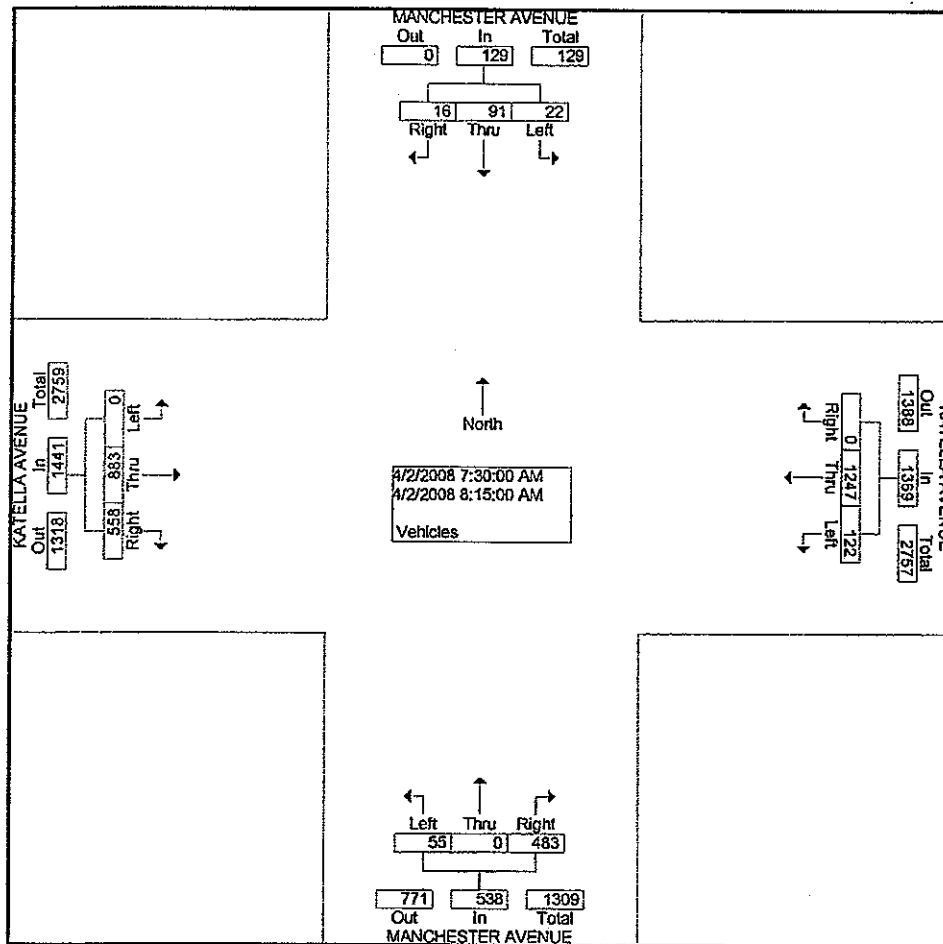 MANCHESTER AVENUE
Out In Total
0 129 129
16 91 22
Right Thru Left
KATELLA AVENUE
Out In Total
1318 1441 2759
558 883 0
Right Thru Left
North
4/2/2008 7:30:00 AM
4/2/2008 8:15:00 AM
Vehicles
Right Thru Left
0 1247 122
Out In Total
1388 1369 2757
AVENUE
Left Thru Right
55 0 483
771 538 1309
Out In Total
MANCHESTER AVENUE